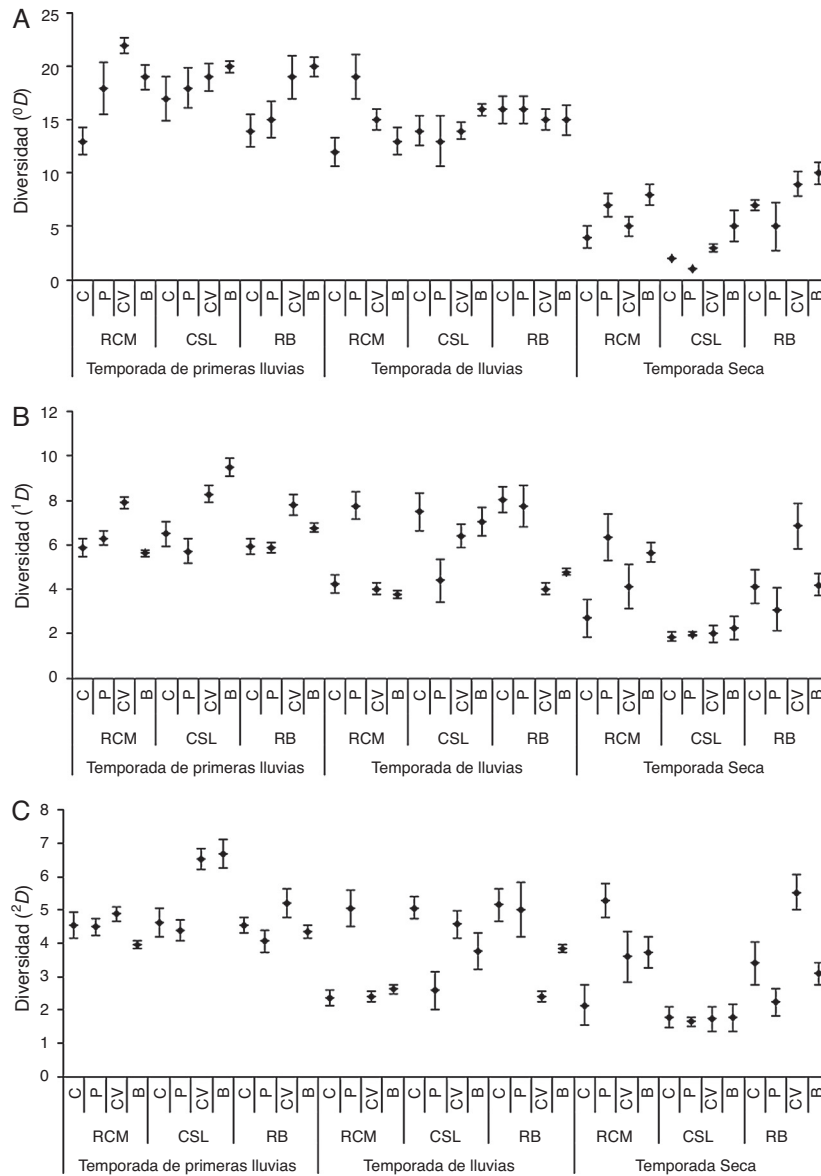 A
Diversidad (⁰D)
25
20
15
10
5
0
C P CV B C P CV B C P CV B C P CV B C P CV B C P CV B C P CV B C P CV B C P CV B
RCM CSL RB RCM CSL RB RCM CSL RB
Temporada de primeras lluvias Temporada de lluvias Temporada Seca
B
Diversidad (¹D)
12
10
8
6
4
2
0
C P CV B C P CV B C P CV B C P CV B C P CV B C P CV B C P CV B C P CV B C P CV B
RCM CSL RB RCM CSL RB RCM CSL RB
Temporada de primeras lluvias Temporada de lluvias Temporada Seca
C
Diversidad (²D)
8
7
6
5
4
3
2
1
0
C P CV B C P CV B C P CV B C P CV B C P CV B C P CV B C P CV B C P CV B C P CV B
RCM CSL RB RCM CSL RB RCM CSL RB
Temporada de primeras lluvias Temporada de lluvias Temporada Seca